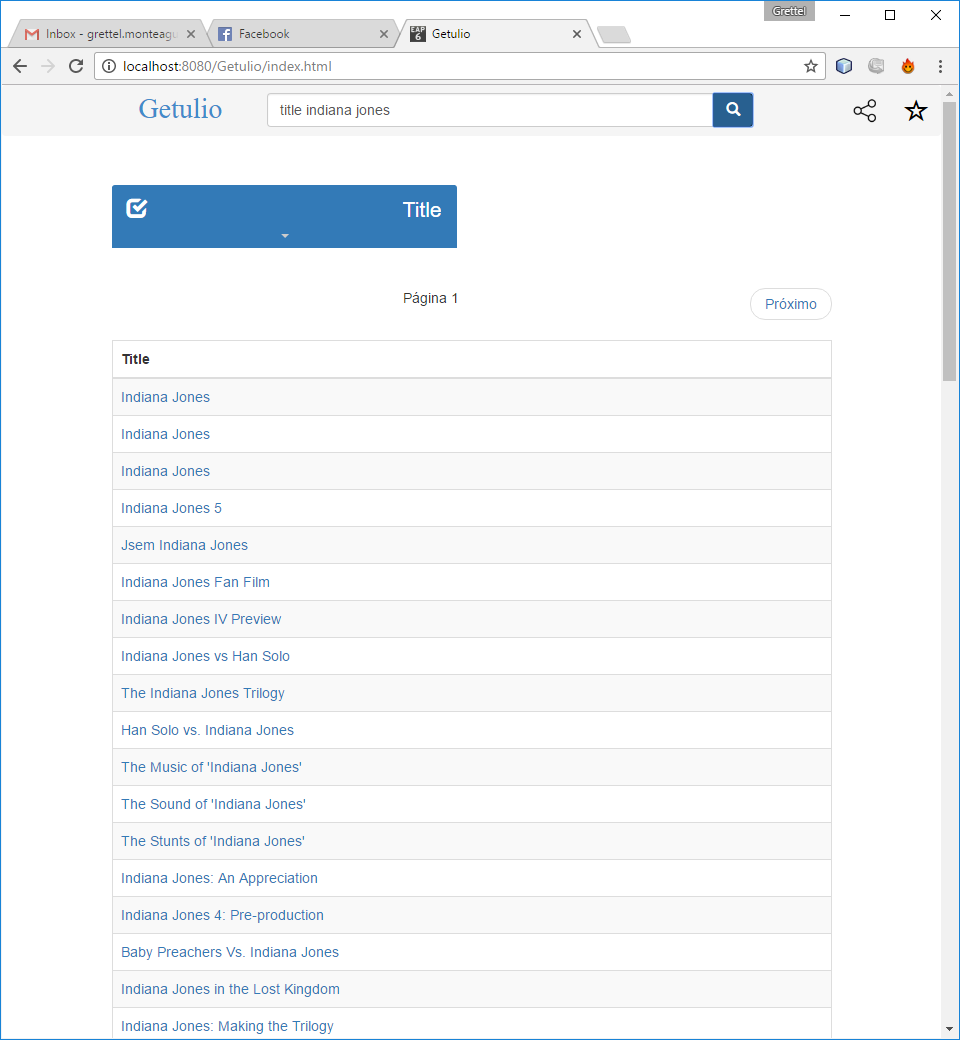 Grettel
Inbox - grettel.monteagu
Facebook
EAP 6
Getulio
localhost:8080/Getulio/index.html
Getulio
title indiana jones
Title
Página 1
Próximo
Title
Indiana Jones
Indiana Jones
Indiana Jones
Indiana Jones 5
Jsem Indiana Jones
Indiana Jones Fan Film
Indiana Jones IV Preview
Indiana Jones vs Han Solo
The Indiana Jones Trilogy
Han Solo vs. Indiana Jones
The Music of 'Indiana Jones'
The Sound of 'Indiana Jones'
The Stunts of 'Indiana Jones'
Indiana Jones: An Appreciation
Indiana Jones 4: Pre-production
Baby Preachers Vs. Indiana Jones
Indiana Jones in the Lost Kingdom
Indiana Jones: Making the Trilogy